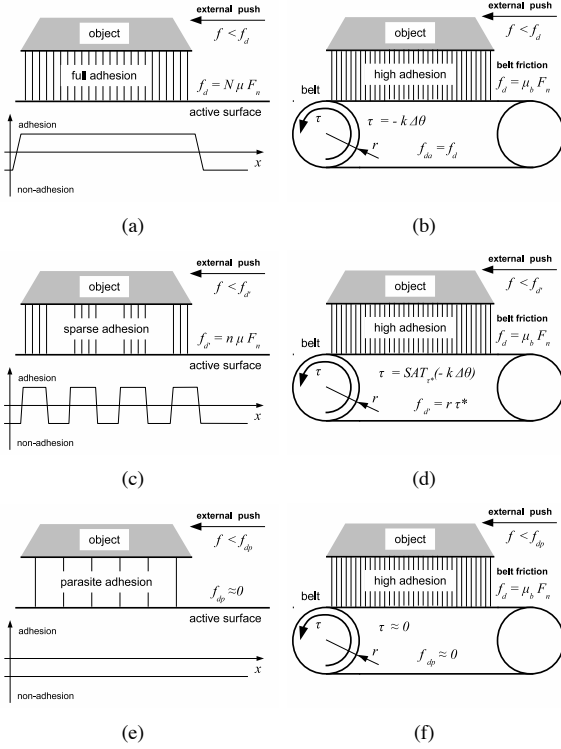 external push
object
f < f_d
full adhesion
f_d = N μ F_n
active surface
adhesion
x
non-adhesion
(a)
external push
object
f < f_d
belt friction
high adhesion
f_d = μ_b F_n
belt
τ
τ = - k Δθ
r
f_da = f_d
(b)
external push
object
f < f_d'
sparse adhesion
f_d' = n μ F_n
active surface
adhesion
x
non-adhesion
(c)
external push
object
f < f_d'
belt friction
high adhesion
f_d = μ_b F_n
belt
τ
τ = SAT_τ*(- k Δθ)
r
f_d' = r τ*
(d)
external push
object
f < f_dp
parasite adhesion
f_dp ≈ 0
active surface
adhesion
x
non-adhesion
(e)
external push
object
f < f_dp
belt friction
high adhesion
f_d = μ_b F_n
belt
τ
τ ≈ 0
r
f_dp ≈ 0
(f)